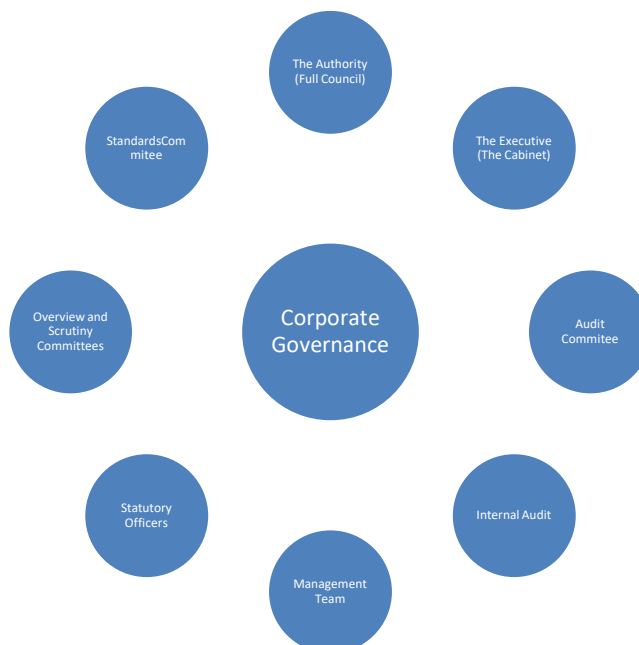 The Authority
(Full Council)
StandardsCom
mitee
The Executive
(The Cabinet)
Overview and
Scrutiny
Committees
Corporate
Governance
Audit
Commitee
Statutory
Officers
Internal Audit
Management
Team